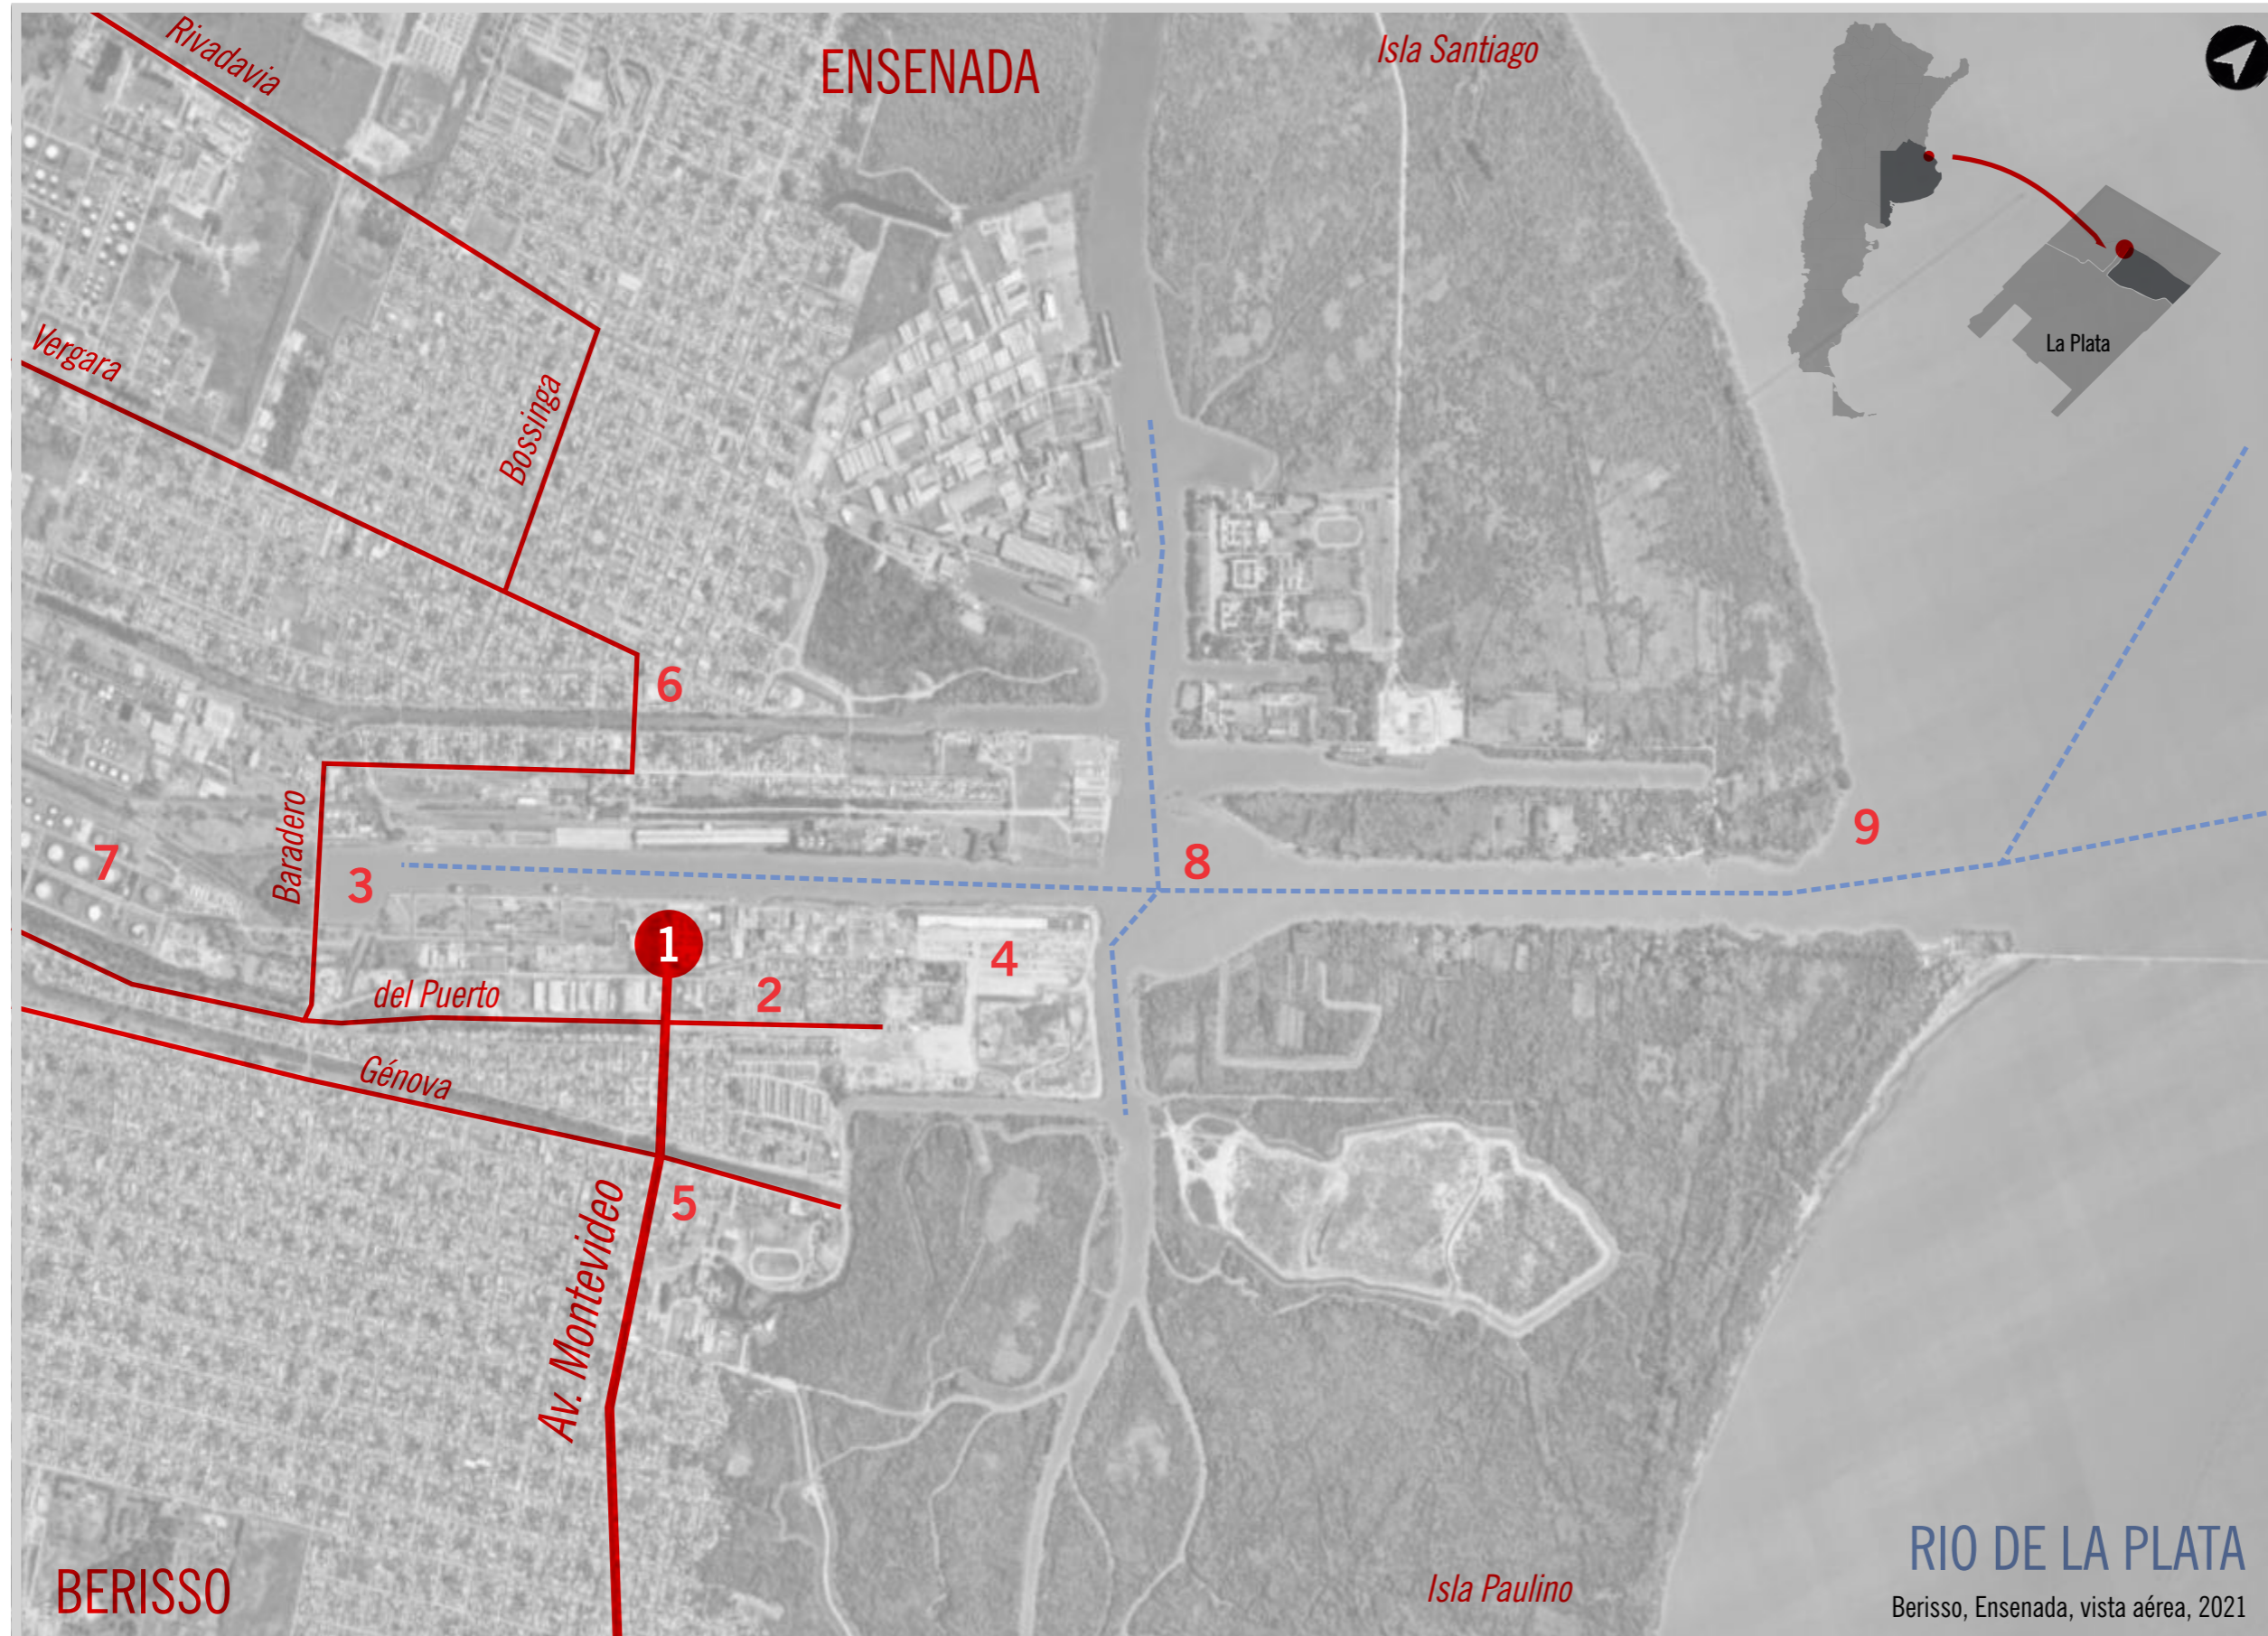 Rivadavia
ENSENADA
Isla Santiago
La Plata
Vergara
Bossinga
6
Baradero
7
3
8
9
1
4
2
del Puerto
Génova
5
Av. Montevideo
BERISSO
Isla Paulino
RIO DE LA PLATA
Berisso, Ensenada, vista aérea, 2021